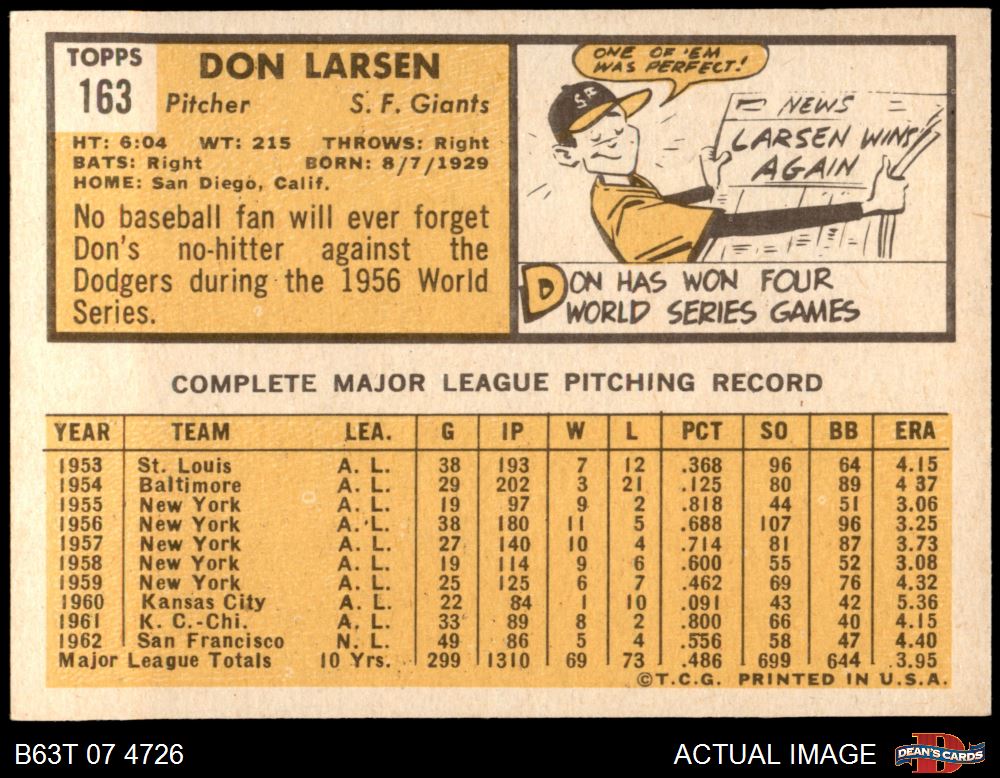 TOPPS
163
DON LARSEN
Pitcher S. F. Giants
HT: 6:04 WT: 215 THROWS: Right
BATS: Right BORN: 8/7/1929
HOME: San Diego, Calif.
No baseball fan will ever forget
Don's no-hitter against the
Dodgers during the 1956 World
Series.
ONE OF 'EM
WAS PERFECT!
SF
NEWS
LARSEN WINS
AGAIN
DON HAS WON FOUR
WORLD SERIES GAMES
COMPLETE MAJOR LEAGUE PITCHING RECORD
YEAR TEAM LEA. G IP W L PCT SO BB ERA
1953 St. Louis A. L. 38 193 7 12 .368 96 64 4.15
1954 Baltimore A. L. 29 202 3 21 .125 80 89 4 37
1955 New York A. L. 19 97 9 2 .818 44 51 3.06
1956 New York A. L. 38 180 11 5 .688 107 96 3.25
1957 New York A. L. 27 140 10 4 .714 81 87 3.73
1958 New York A. L. 19 114 9 6 .600 55 52 3.08
1959 New York A. L. 25 125 6 7 .462 69 76 4.32
1960 Kansas City A. L. 22 84 1 10 .091 43 42 5.36
1961 K. C.-Chi. A. L. 33 89 8 2 .800 66 40 4.15
1962 San Francisco N. L. 49 86 5 4 .556 58 47 4.40
Major League Totals 10 Yrs. 299 1310 69 73 .486 699 644 3.95
©T.C.G. PRINTED IN U.S.A.
B63T 07 4726
ACTUAL IMAGE
D
DEAN'S CARDS